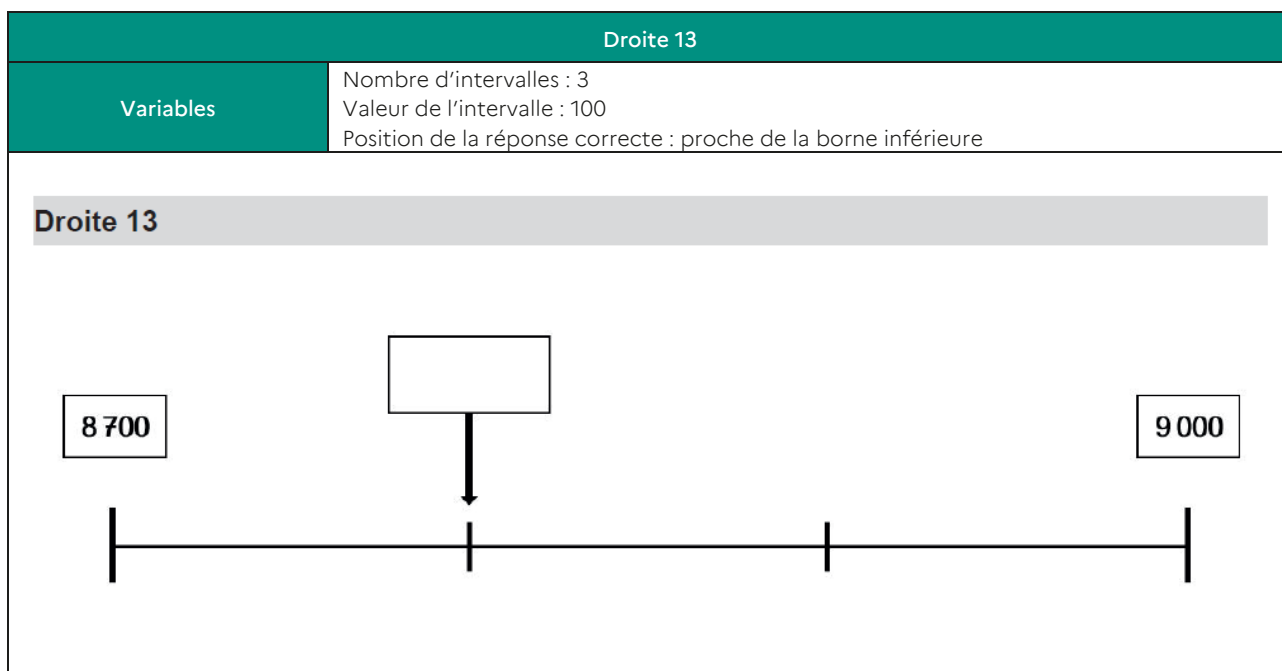 Droite 13
Variables
Nombre d'intervalles : 3
Valeur de l'intervalle : 100
Position de la réponse correcte : proche de la borne inférieure
Droite 13
8 700
9 000